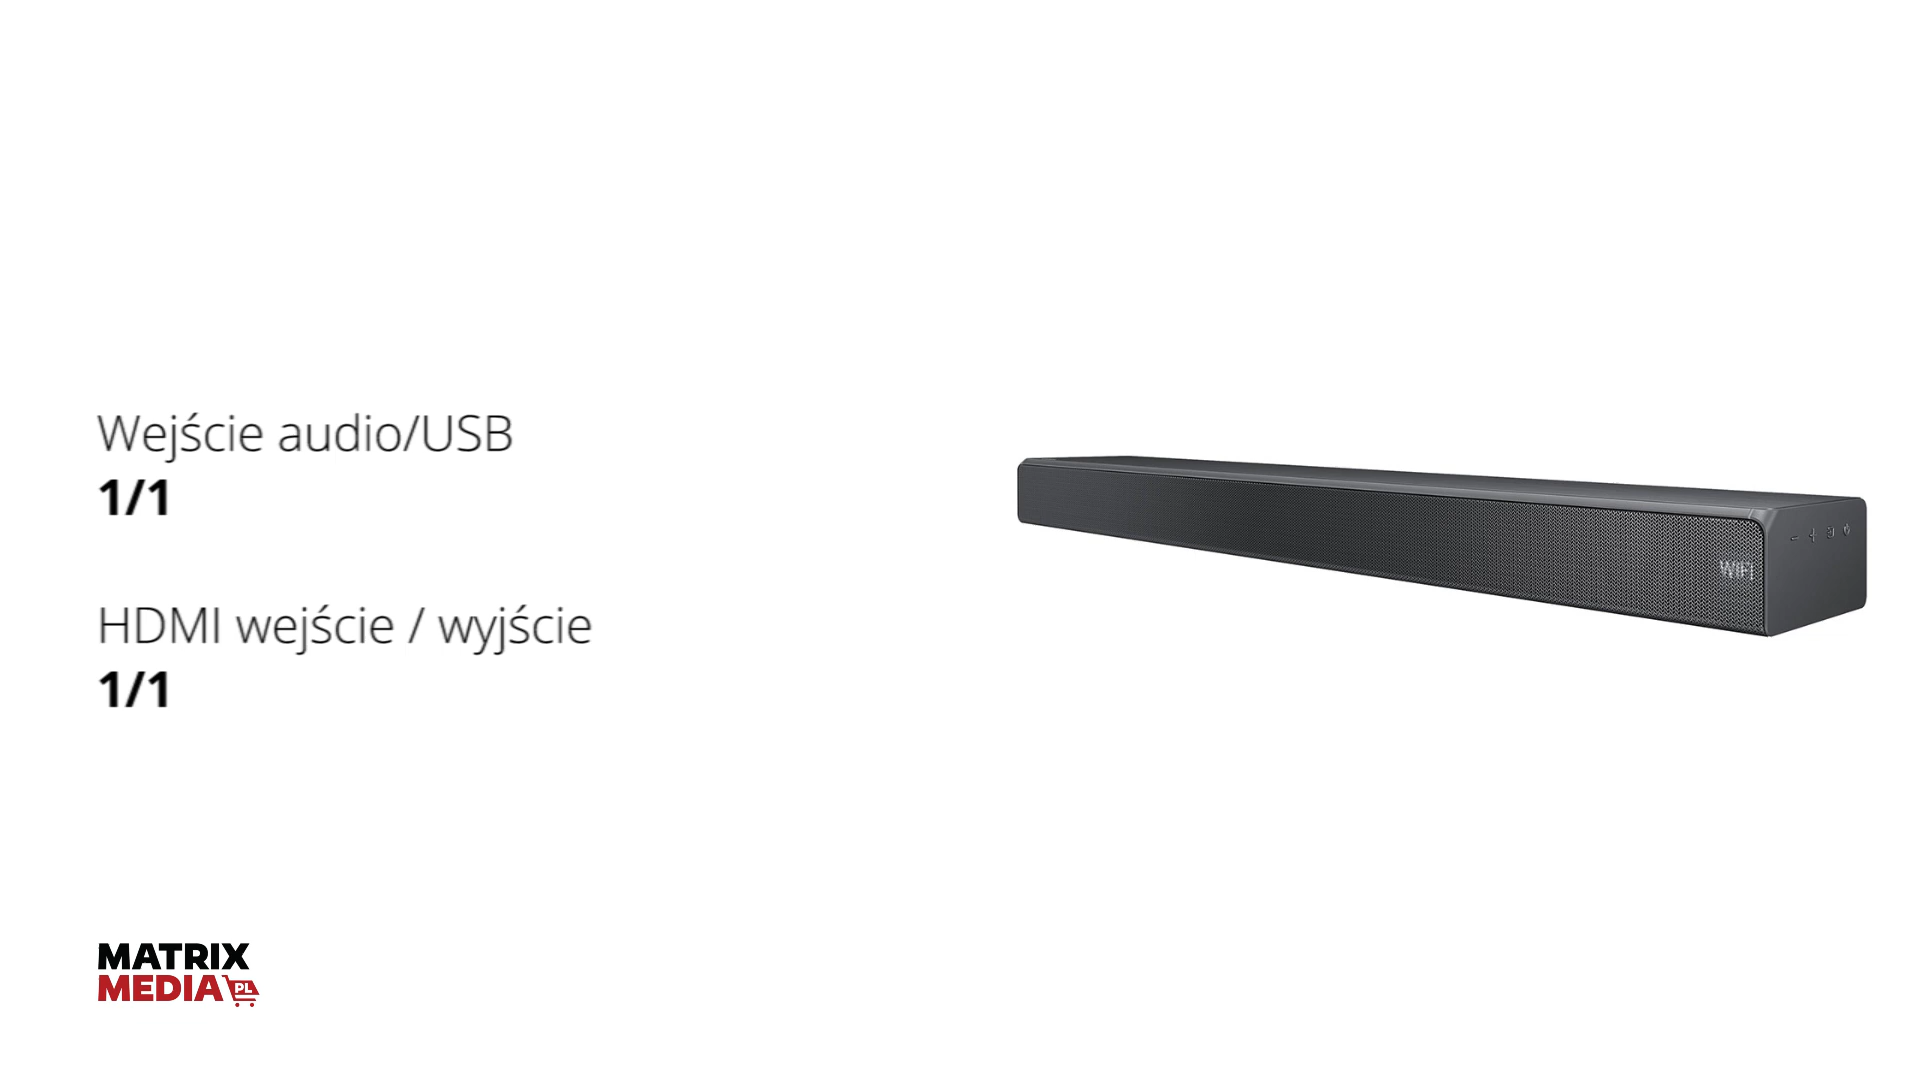 Wejście audio/USB
1/1
HDMI wejście / wyjście
1/1
WIFI
MATRIX
MEDIA PL